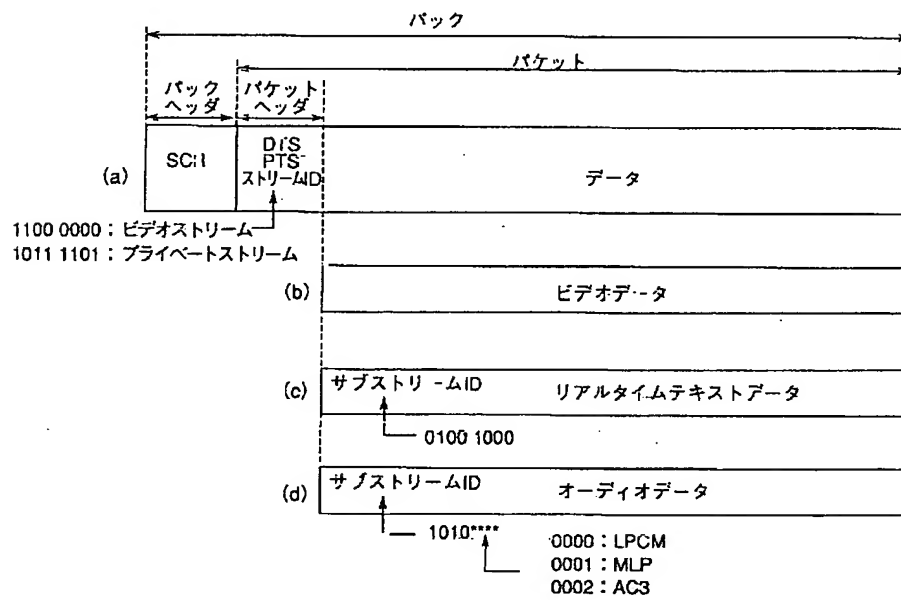 パック
パケット
パック
ヘッダ
パケット
ヘッダ
(a)
SCR
DTS
PTS
ストリームID
データ
1100 0000：ビデオストリーム
1011 1101：プライベートストリーム
(b)
ビデオデータ
(c)
サブストリームID
リアルタイムテキストデータ
0100 1000
(d)
サブストリームID
オーディオデータ
1010****
0000：LPCM
0001：MLP
0002：AC3